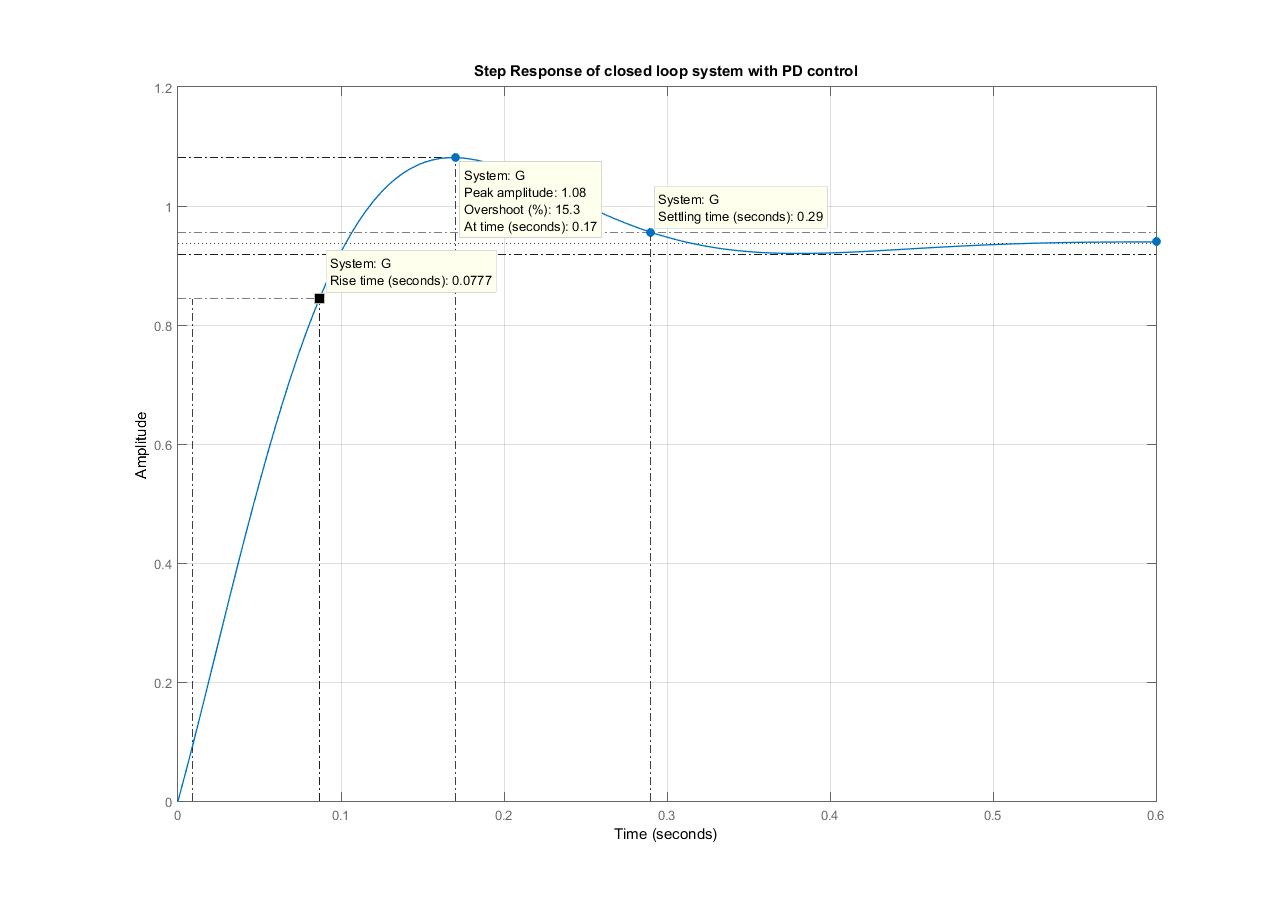 Step Response of closed loop system with PD control
1.2
1
0.8
0.6
0.4
0.2
0
Amplitude
System: G
Peak amplitude: 1.08
Overshoot (%): 15.3
At time (seconds): 0.17
System: G
Settling time (seconds): 0.29
System: G
Rise time (seconds): 0.0777
0 0.1 0.2 0.3 0.4 0.5 0.6
Time (seconds)